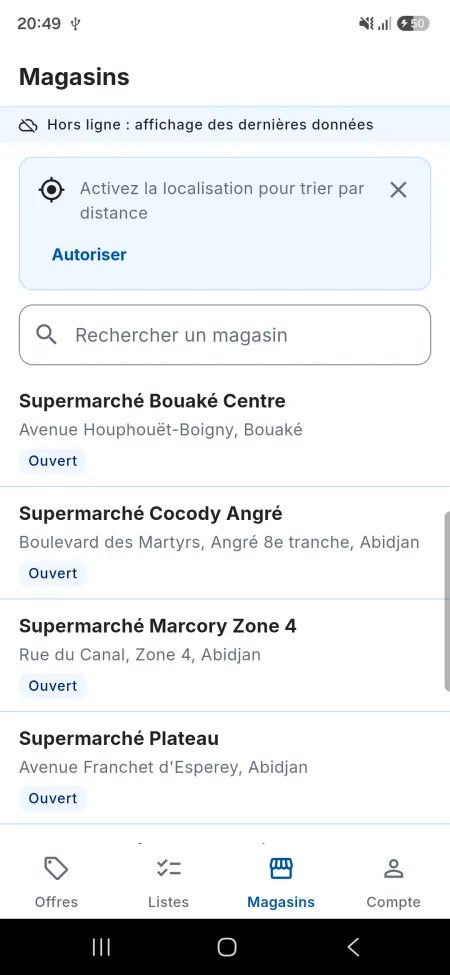 20:49
50
Magasins
Hors ligne : affichage des dernières données
Activez la localisation pour trier par
distance
Autoriser
Rechercher un magasin
Supermarché Bouaké Centre
Avenue Houphouët-Boigny, Bouaké
Ouvert
Supermarché Cocody Angré
Boulevard des Martyrs, Angré 8e tranche, Abidjan
Ouvert
Supermarché Marcory Zone 4
Rue du Canal, Zone 4, Abidjan
Ouvert
Supermarché Plateau
Avenue Franchet d'Esperey, Abidjan
Ouvert
Offres
Listes
Magasins
Compte